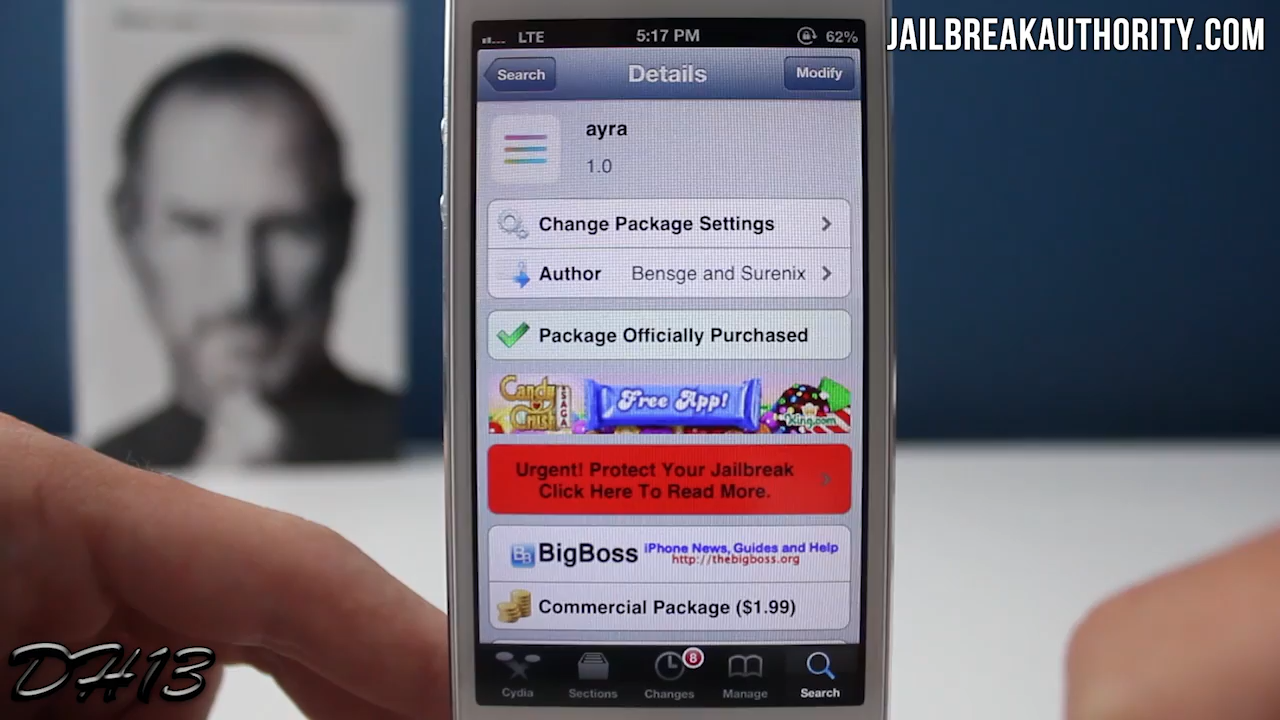 JAILBREAKAUTHORITY.COM
LTE 5:17 PM 62%
Search Details Modify
ayra
1.0
Change Package Settings
Author Bensge and Surenix
Package Officially Purchased
Candy Crush SAGA Free App! King.com
Urgent! Protect Your Jailbreak
Click Here To Read More.
BB BigBoss iPhone News, Guides and Help
http://thebigboss.org
Commercial Package ($1.99)
8
Cydia Sections Changes Manage Search
DH13